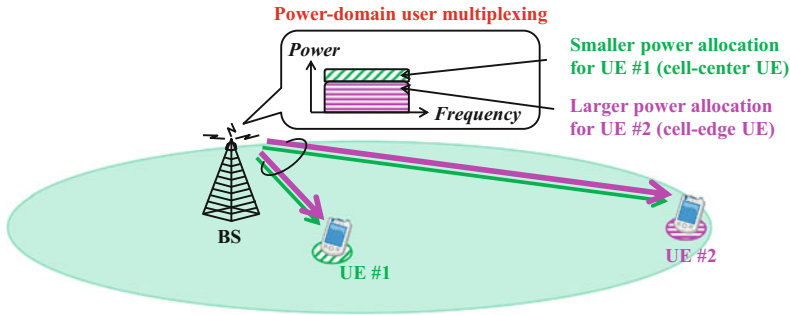 Power-domain user multiplexing
Power
Frequency
Smaller power allocation
for UE #1 (cell-center UE)
Larger power allocation
for UE #2 (cell-edge UE)
BS
UE #1
UE #2